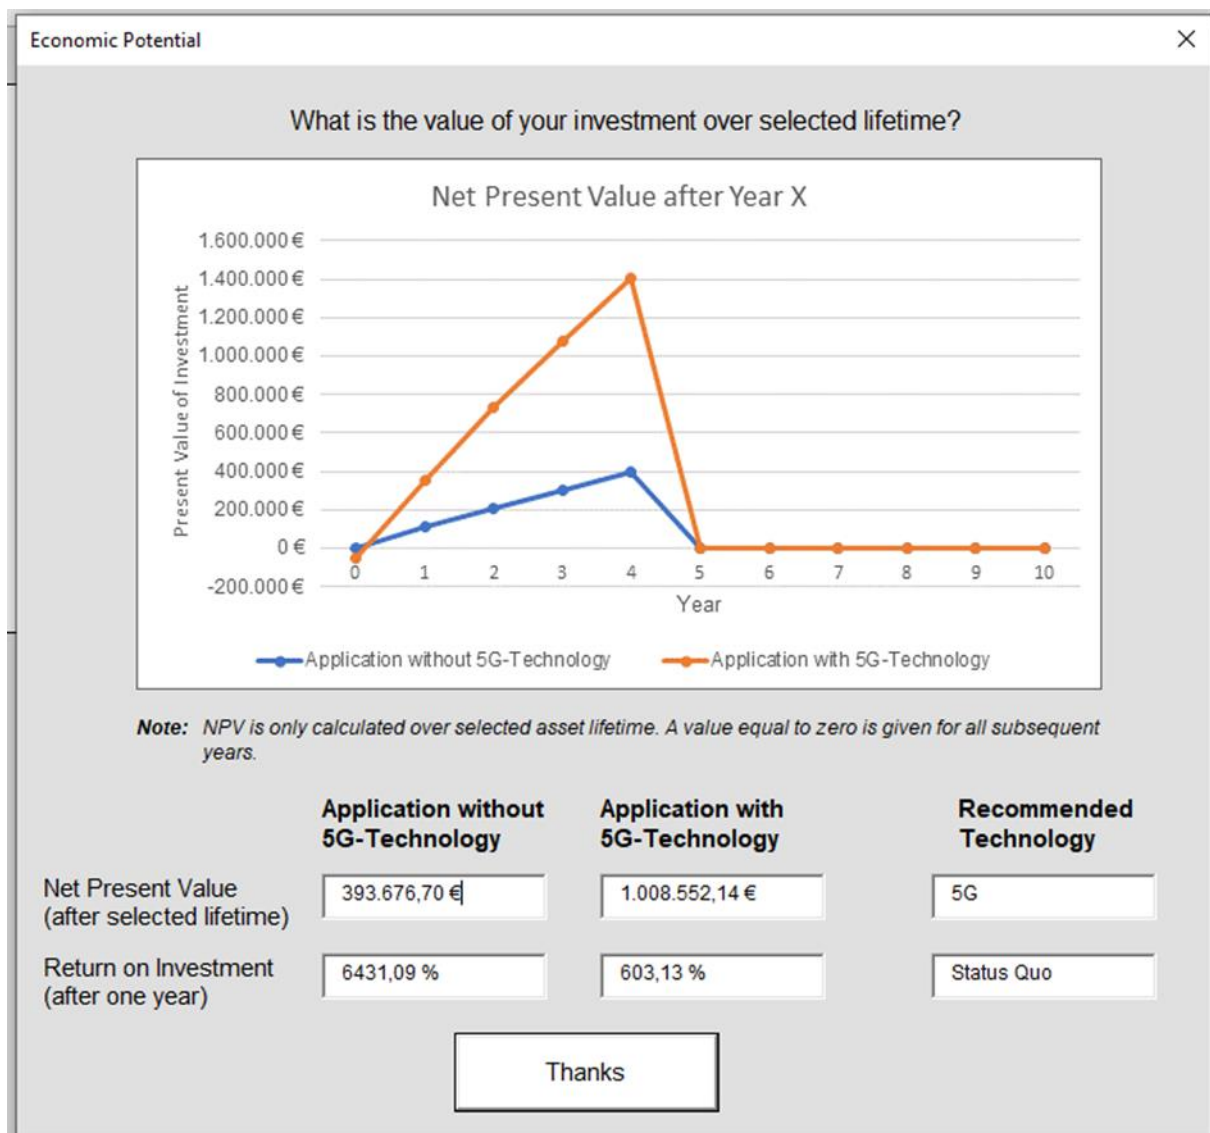 Economic Potential
What is the value of your investment over selected lifetime?
Net Present Value after Year X
Present Value of Investment
1.600.000 €
1.400.000 €
1.200.000 €
1.000.000 €
800.000 €
600.000 €
400.000 €
200.000 €
0 €
-200.000 €
0 1 2 3 4 5 6 7 8 9 10
Year
Application without 5G-Technology Application with 5G-Technology
Note: NPV is only calculated over selected asset lifetime. A value equal to zero is given for all subsequent
years.
Application without Application with Recommended
5G-Technology 5G-Technology Technology
Net Present Value
(after selected lifetime)
393.676,70 € 1.008.552,14 € 5G
Return on Investment
(after one year)
6431,09 % 603,13 % Status Quo
Thanks